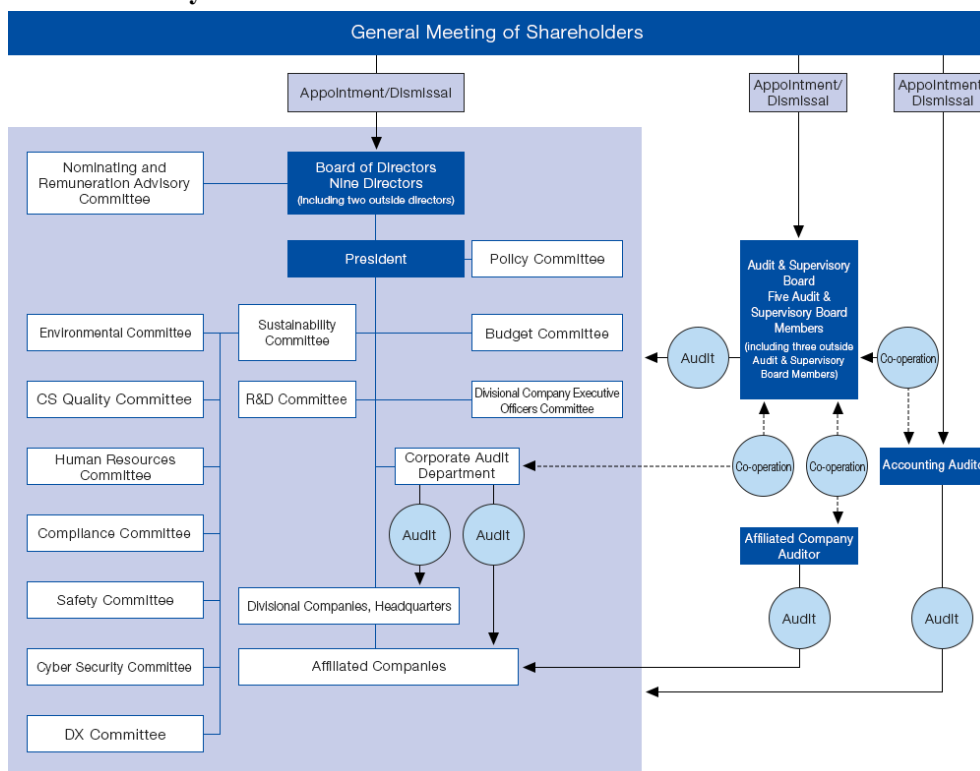 General Meeting of Shareholders
Appointment/Dismissal
Appointment/
Dismissal
Appointment/
Dismissal
Nominating and
Remuneration Advisory
Committee
Board of Directors
Nine Directors
(including two outside directors)
President
Policy Committee
Audit & Supervisory
Board
Five Audit &
Supervisory Board
Members
(including three outside
Audit & Supervisory
Board Members)
Environmental Committee
Sustainability
Committee
Budget Committee
Audit
Co-operation
CS Quality Committee
R&D Committee
Divisional Company Executive
Officers Committee
Human Resources
Committee
Corporate Audit
Department
Co-operation
Co-operation
Accounting Auditor
Compliance Committee
Audit
Audit
Affiliated Company
Auditor
Safety Committee
Divisional Companies, Headquarters
Audit
Audit
Cyber Security Committee
Affiliated Companies
DX Committee